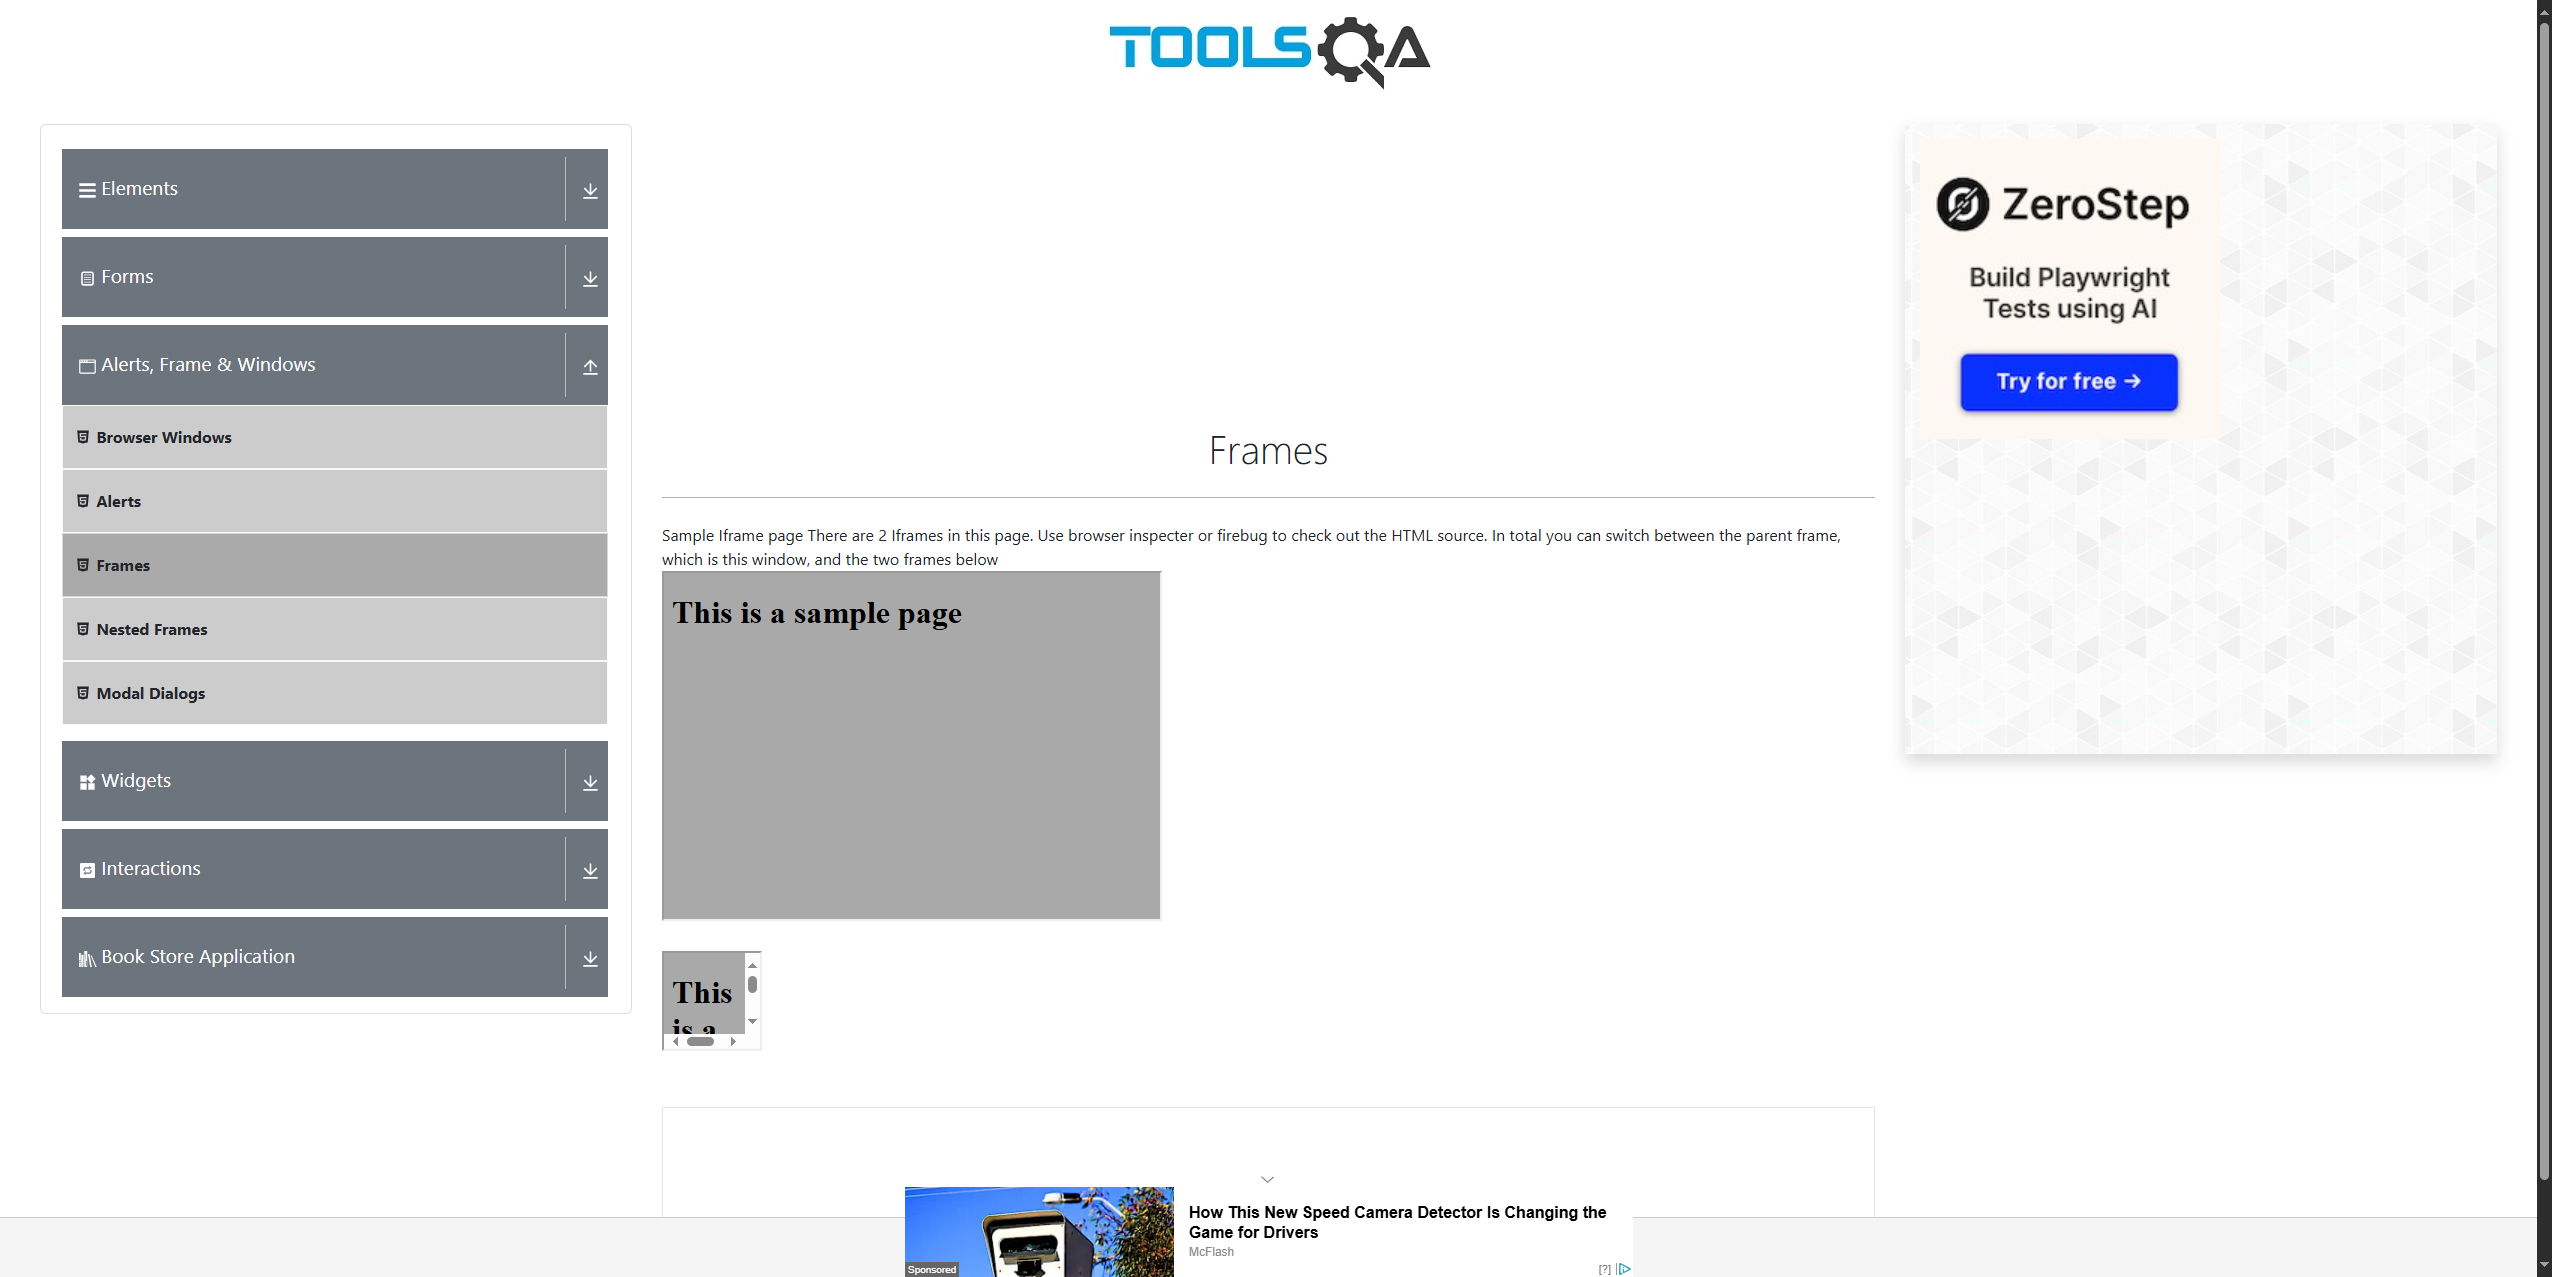 TOOLSQA
Elements
Forms
Alerts, Frame & Windows
Browser Windows
Alerts
Frames
Nested Frames
Modal Dialogs
Widgets
Interactions
Book Store Application
Frames
Sample Iframe page There are 2 Iframes in this page. Use browser inspecter or firebug to check out the HTML source. In total you can switch between the parent frame,
which is this window, and the two frames below
This is a sample page
This
is a
ZeroStep
Build Playwright
Tests using AI
Try for free →
How This New Speed Camera Detector Is Changing the
Game for Drivers
McFlash
Sponsored
[?]